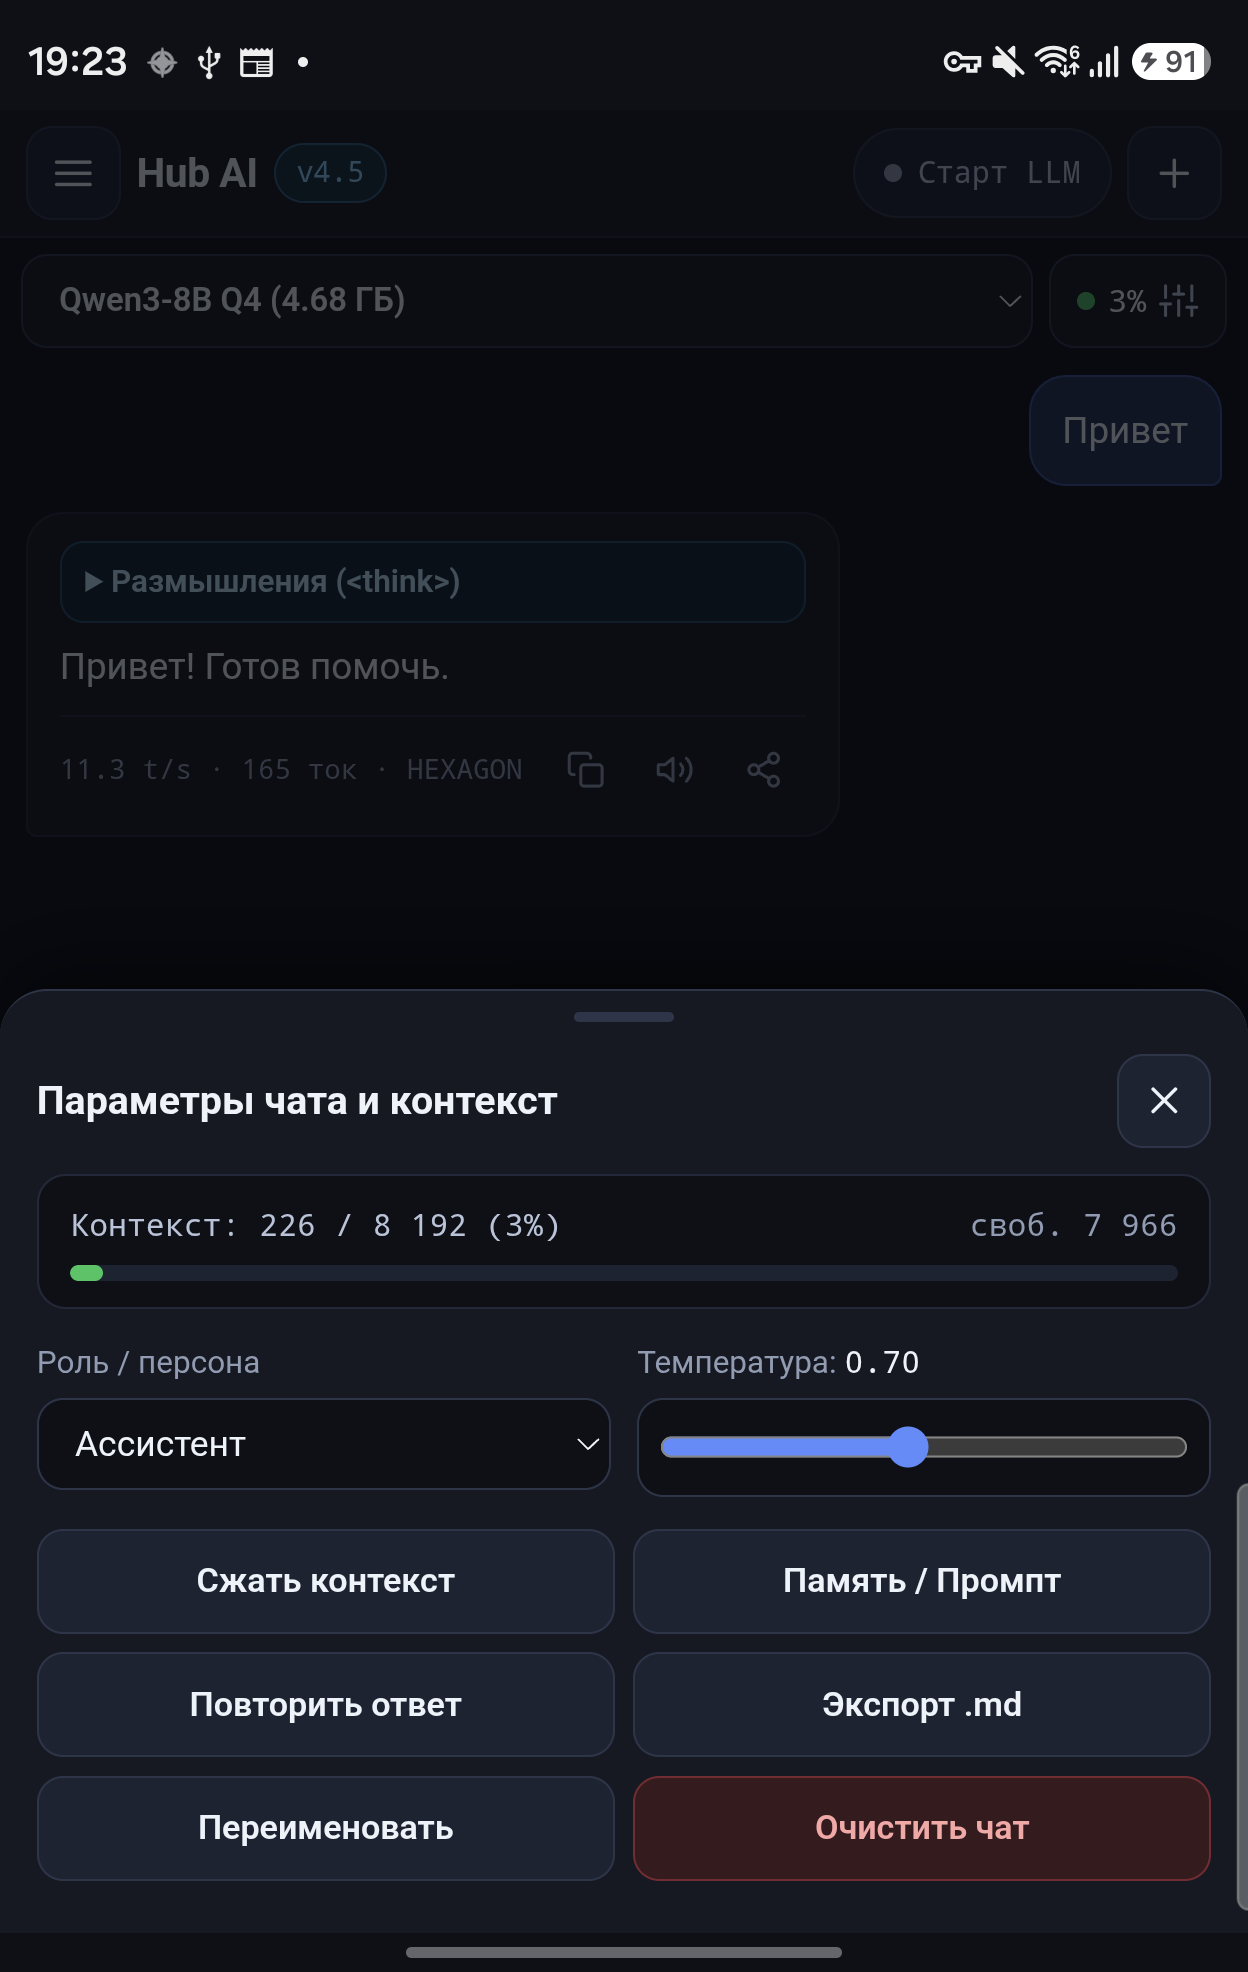 19:23
6
91
Hub AI v4.5 Старт LLM
Qwen3-8B Q4 (4.68 ГБ) 3%
Привет
Размышления (<think>)
Привет! Готов помочь.
11.3 t/s · 165 ток · HEXAGON
Параметры чата и контекст
Контекст: 226 / 8 192 (3%) своб. 7 966
Роль / персона Температура: 0.70
Ассистент
Сжать контекст Память / Промпт
Повторить ответ Экспорт .md
Переименовать Очистить чат